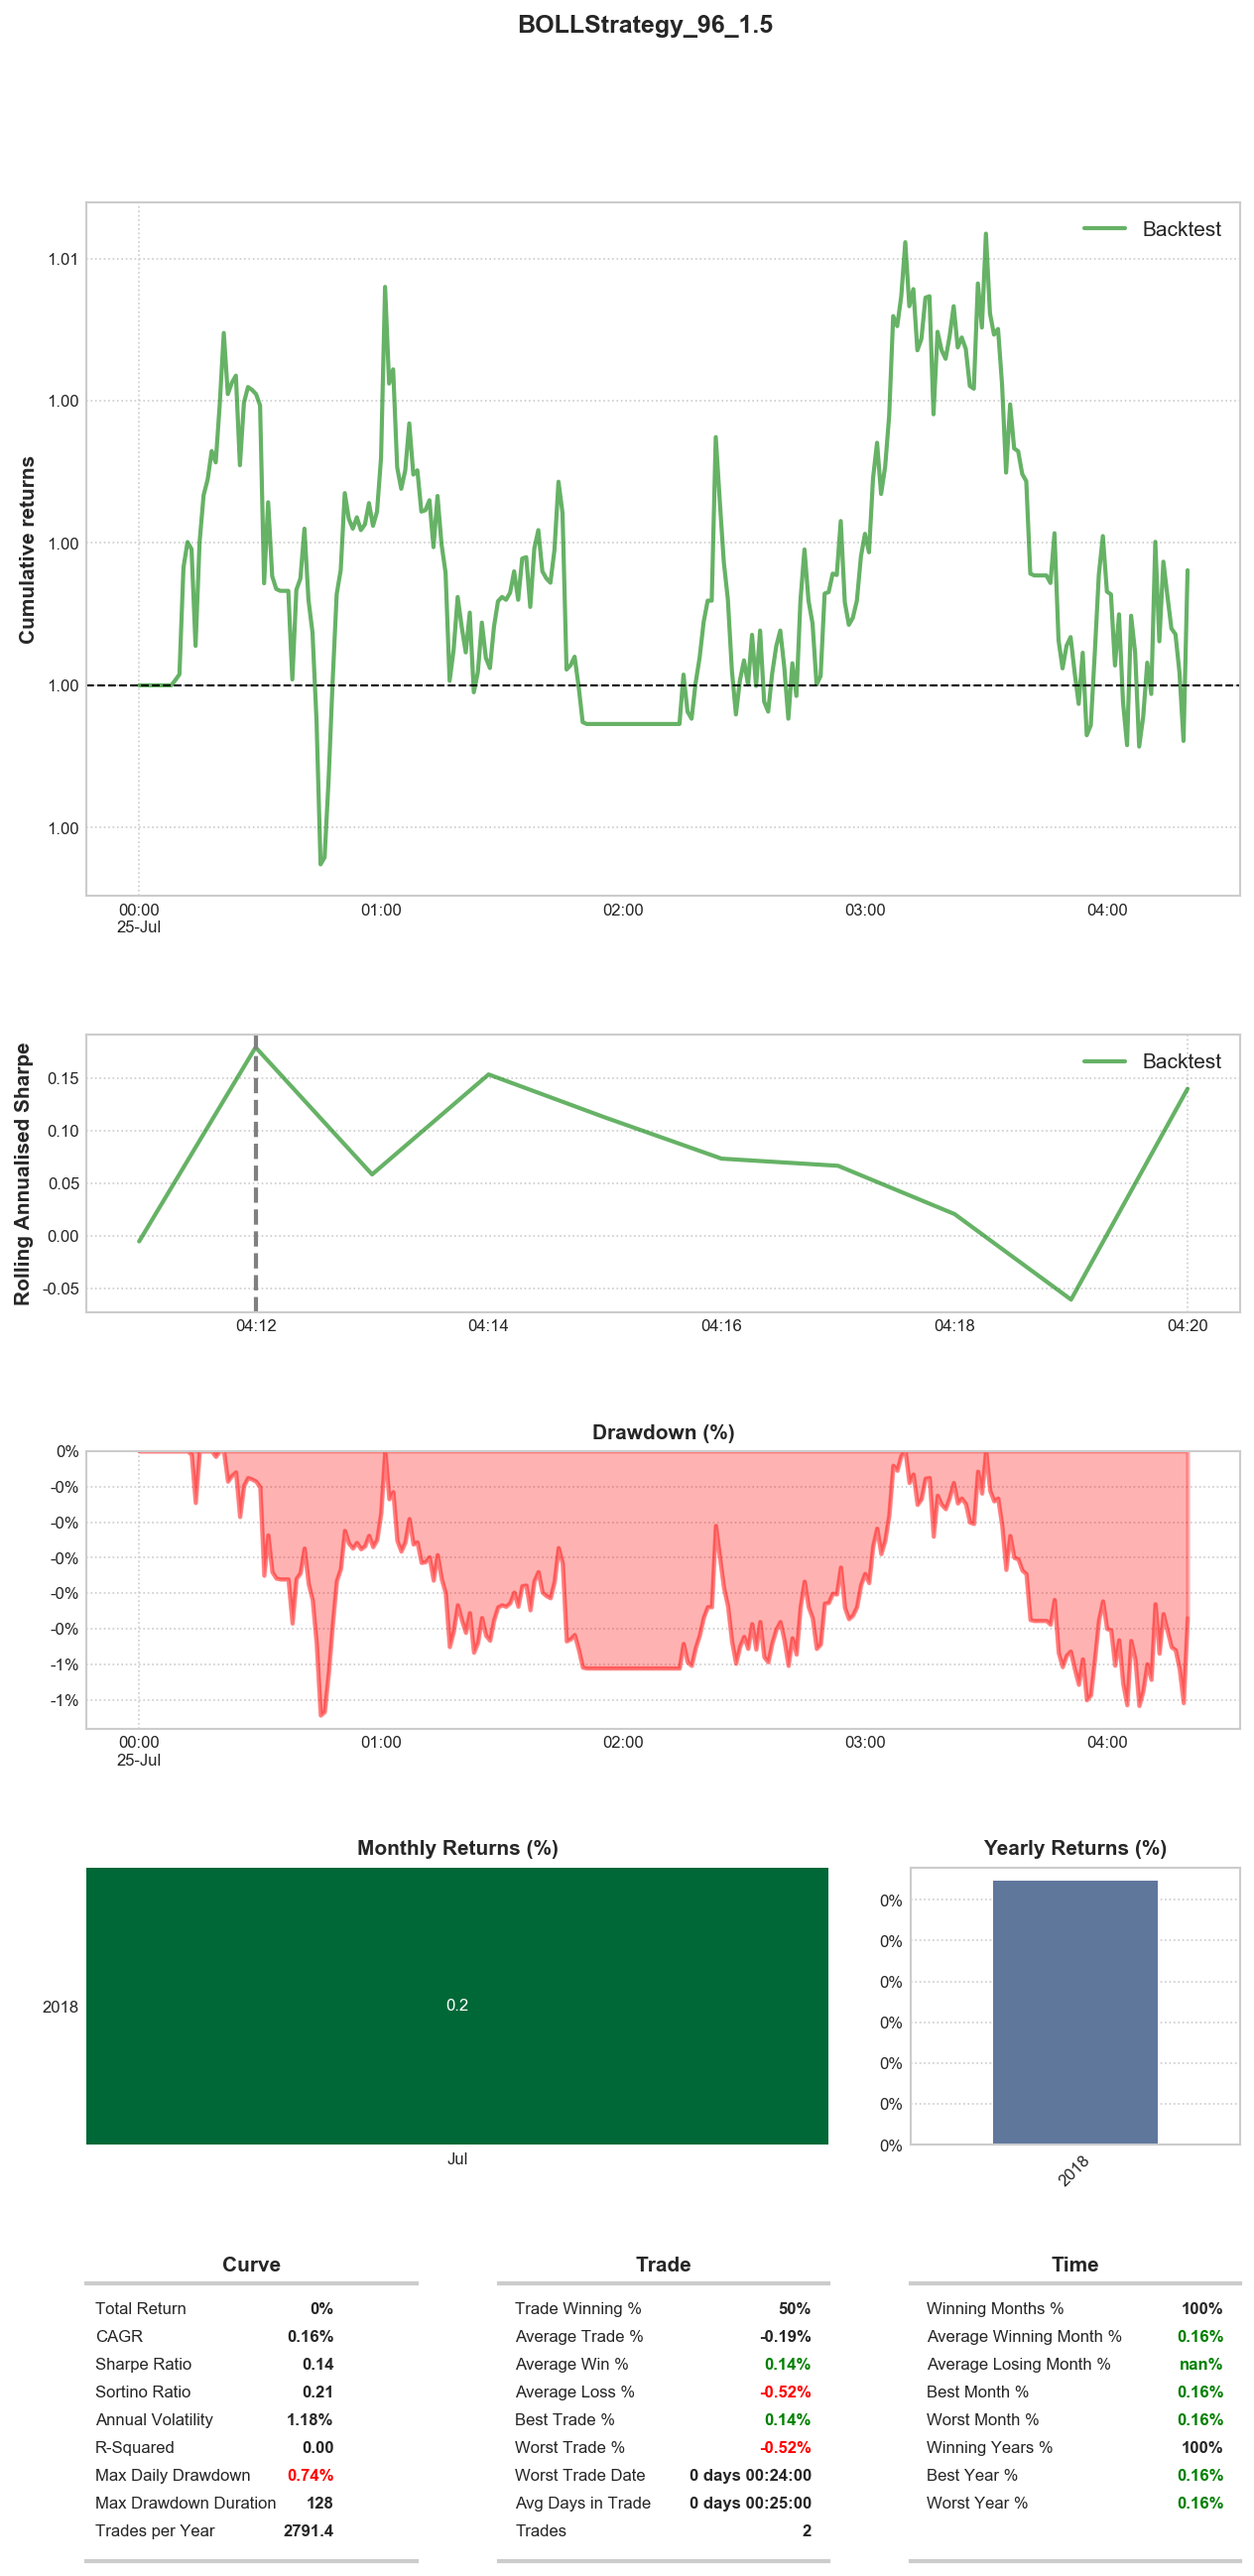 BOLLStrategy_96_1.5
Backtest
Cumulative returns
1.01
1.00
1.00
1.00
1.00
00:00 01:00 02:00 03:00 04:00
25-Jul
Backtest
Rolling Annualised Sharpe
0.15
0.10
0.05
0.00
-0.05
04:12 04:14 04:16 04:18 04:20
Drawdown (%)
0%
-0%
-0%
-0%
-0%
-0%
-1%
-1%
00:00 01:00 02:00 03:00 04:00
25-Jul
Monthly Returns (%)
2018
0.2
Jul
Yearly Returns (%)
0%
0%
0%
0%
0%
0%
0%
2018
Curve
Total Return 0%
CAGR 0.16%
Sharpe Ratio 0.14
Sortino Ratio 0.21
Annual Volatility 1.18%
R-Squared 0.00
Max Daily Drawdown 0.74%
Max Drawdown Duration 128
Trades per Year 2791.4
Trade
Trade Winning % 50%
Average Trade % -0.19%
Average Win % 0.14%
Average Loss % -0.52%
Best Trade % 0.14%
Worst Trade % -0.52%
Worst Trade Date 0 days 00:24:00
Avg Days in Trade 0 days 00:25:00
Trades 2
Time
Winning Months % 100%
Average Winning Month % 0.16%
Average Losing Month % nan%
Best Month % 0.16%
Worst Month % 0.16%
Winning Years % 100%
Best Year % 0.16%
Worst Year % 0.16%